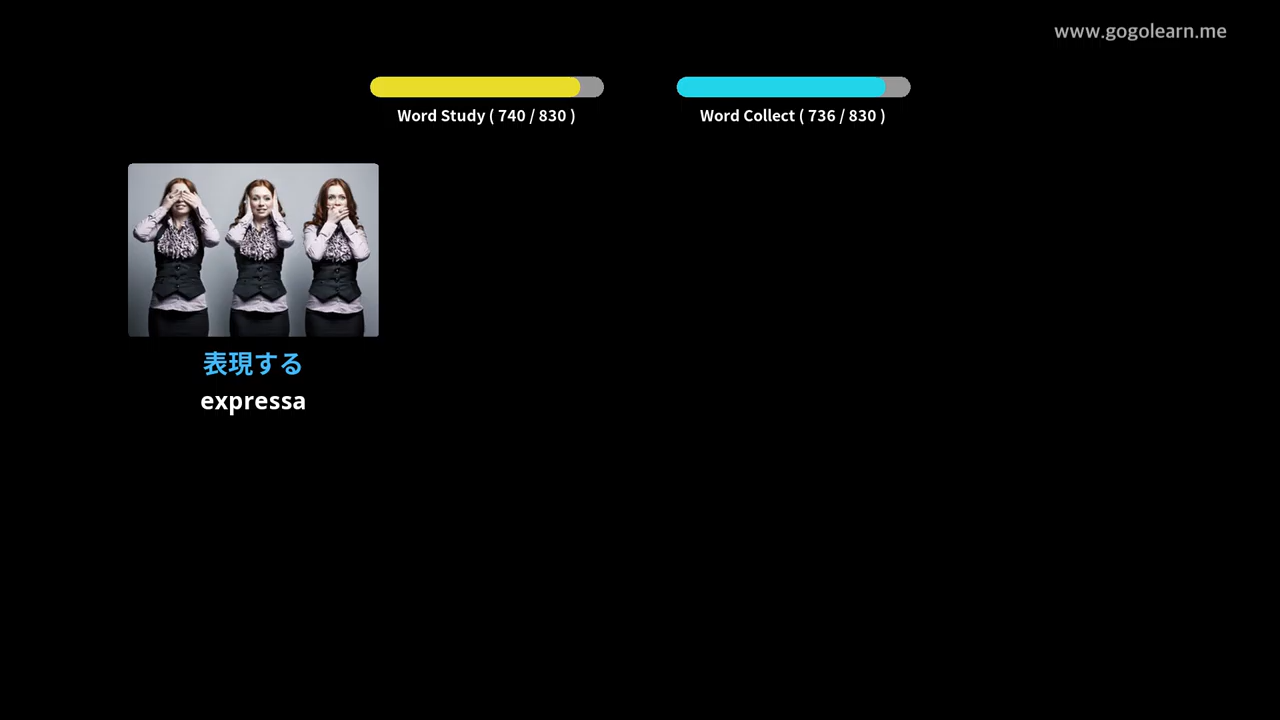 www.gogolearn.me
Word Study ( 740 / 830 )
Word Collect ( 736 / 830 )
表現する
expressa